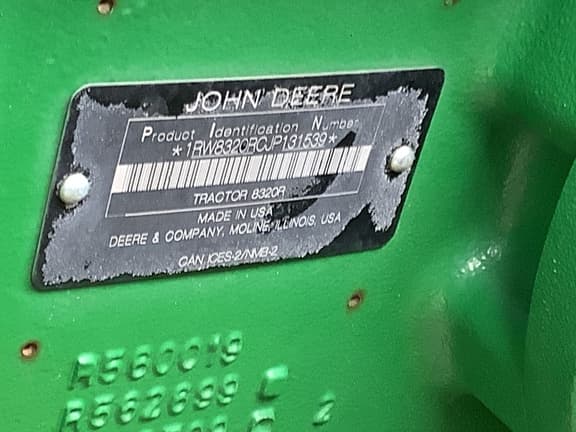 JOHN DEERE
Product Identification Number
*1RW8320RCJP131539*
TRACTOR 8320R
MADE IN USA
DEERE & COMPANY, MOLINE, ILLINOIS, USA
CAN ICES-2/NMB-2
R560019
R562899 C
2